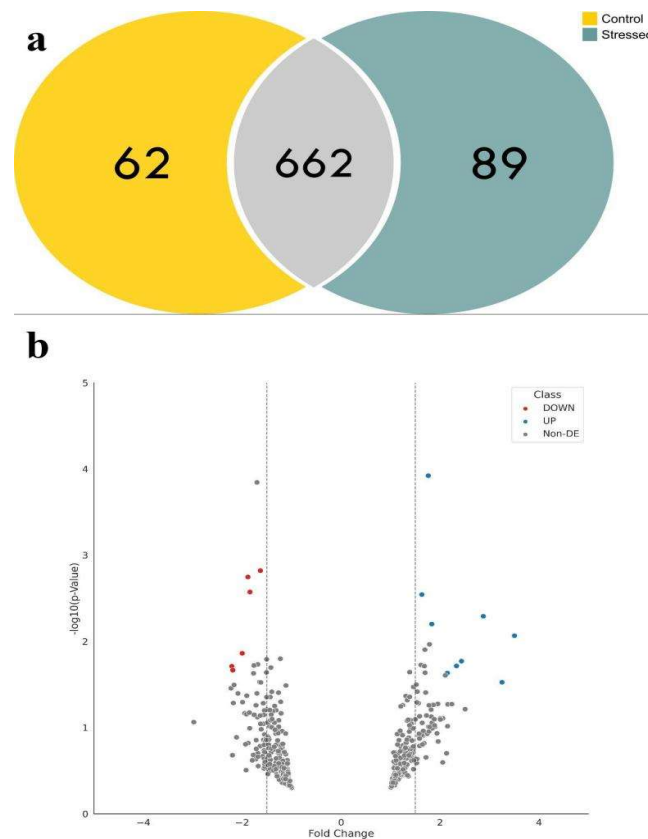 a
Control
Stressed
62
662
89
b
5
Class
DOWN
UP
Non-DE
4
3
2
1
0
-log10(p-Value)
−4
−2
0
2
4
Fold Change